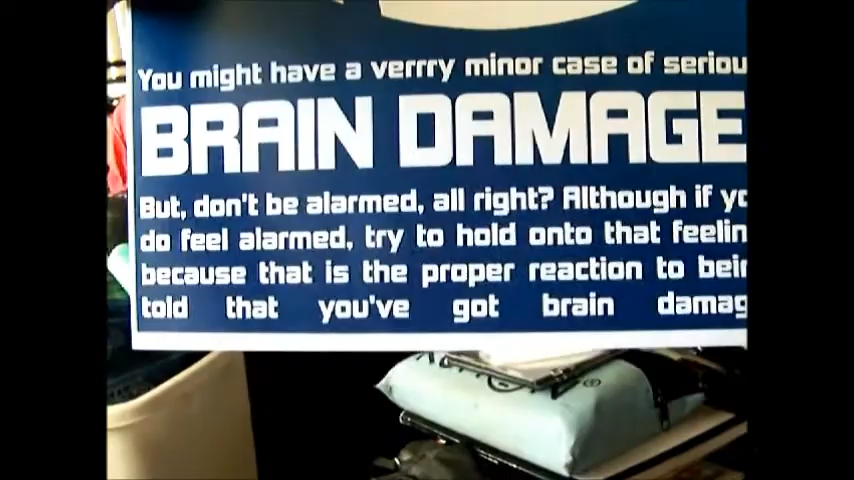 You might have a verrry minor case of seriou
BRAIN DAMAGE
But, don't be alarmed, all right? Although if yo
do feel alarmed, try to hold onto that feelin
because that is the proper reaction to bein
told that you've got brain damag